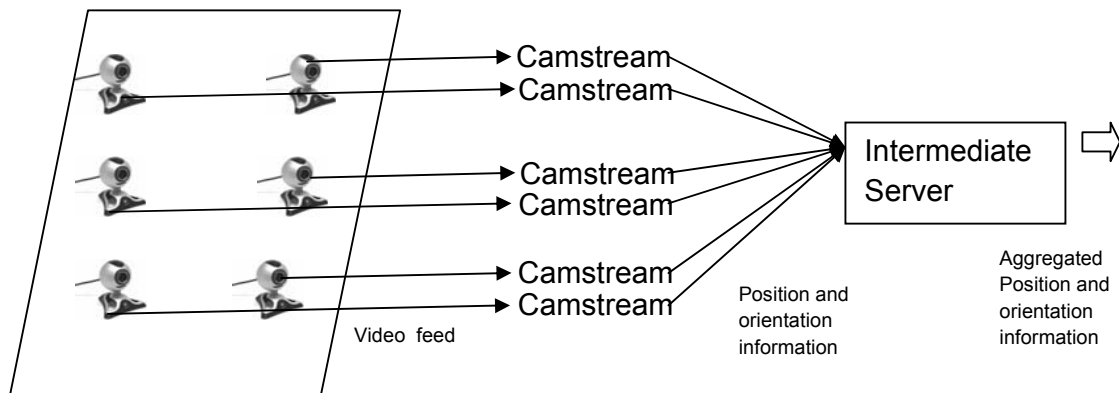 Camstream
Camstream
Camstream
Camstream
Camstream
Camstream
Video feed
Intermediate
Server
Position and
orientation
information
Aggregated
Position and
orientation
information